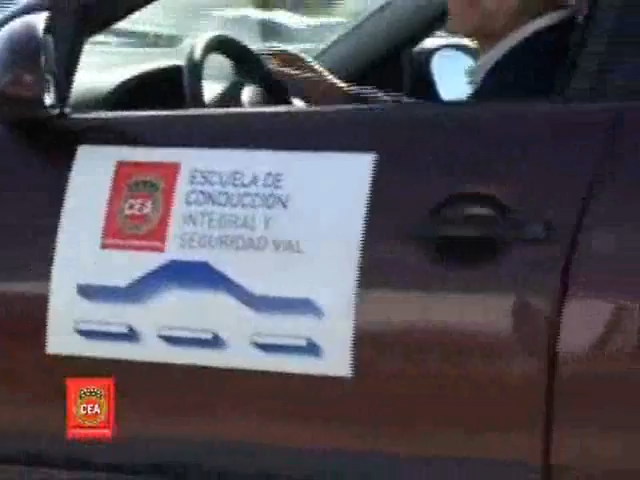 CEA
ESCUELA DE
CONDUCCIÓN
INTEGRAL Y
SEGURIDAD VIAL
CEA